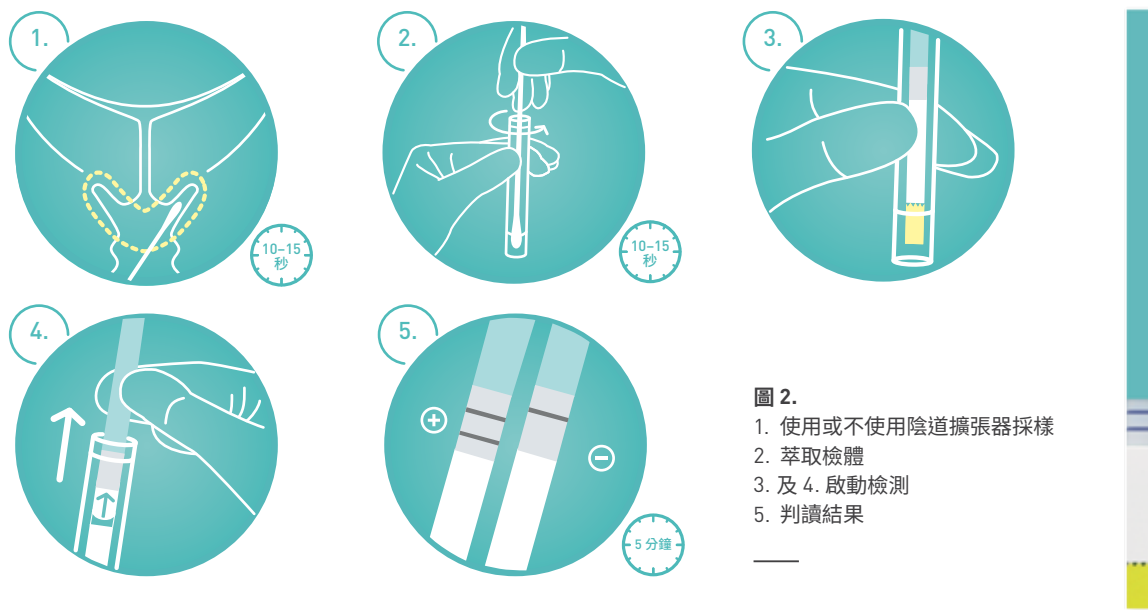 1.
10–15
秒
2.
10–15
秒
3.
4.
5.
5 分鐘
圖 2.
1. 使用或不使用陰道擴張器採樣
2. 萃取檢體
3. 及 4. 啟動檢測
5. 判讀結果